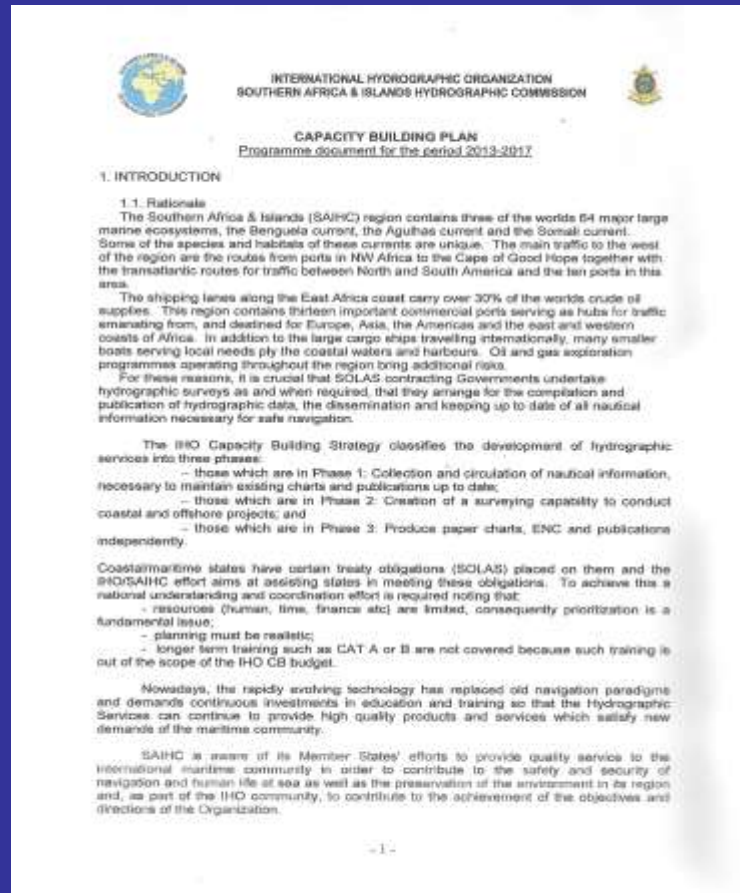 INTERNATIONAL HYDROGRAPHIC ORGANIZATION
SOUTHERN AFRICA & ISLANDS HYDROGRAPHIC COMMISSION
CAPACITY BUILDING PLAN
Programme document for the period 2013-2017
1. INTRODUCTION
1.1. Rationale
The Southern Africa & Islands (SAIHC) region contains three of the worlds 64 major large
marine ecosystems, the Benguela current, the Agulhas current and the Somali current.
Some of the species and habitats of these currents are unique. The main traffic to the west
of the region are the routes from ports in NW Africa to the Cape of Good Hope together with
the transatlantic routes for traffic between North and South America and the ten ports in this
area.
The shipping lanes along the East Africa coast carry over 30% of the worlds crude oil
supplies. This region contains thirteen important commercial ports serving as hubs for traffic
emanating from, and destined for Europe, Asia, the Americas and the east and western
coasts of Africa. In addition to the large cargo ships travelling internationally, many smaller
boats serving local needs ply the coastal waters and harbours. Oil and gas exploration
programmes operating throughout the region bring additional risks.
For these reasons, it is crucial that SOLAS contracting Governments undertake
hydrographic surveys as and when required, that they arrange for the compilation and
publication of hydrographic data, the dissemination and keeping up to date of all nautical
information necessary for safe navigation.
The IHO Capacity Building Strategy classifies the development of hydrographic
services into three phases:
– those which are in Phase 1: Collection and circulation of nautical information,
necessary to maintain existing charts and publications up to date;
– those which are in Phase 2: Creation of a surveying capability to conduct
coastal and offshore projects; and
– those which are in Phase 3: Produce paper charts, ENC and publications
independently.
Coastal/maritime states have certain treaty obligations (SOLAS) placed on them and the
IHO/SAIHC effort aims at assisting states in meeting these obligations. To achieve this a
national understanding and coordination effort is required noting that:
- resources (human, time, finance etc) are limited, consequently prioritization is a
fundamental issue;
- planning must be realistic;
- longer term training such as CAT A or B are not covered because such training is
out of the scope of the IHO CB budget.
Nowadays, the rapidly evolving technology has replaced old navigation paradigms
and demands continuous investments in education and training so that the Hydrographic
Services can continue to provide high quality products and services which satisfy new
demands of the maritime community.
SAIHC is aware of its Member States' efforts to provide quality service to the
international maritime community in order to contribute to the safety and security of
navigation and human life at sea as well as the preservation of the environment in its region
and, as part of the IHO community, to contribute to the achievement of the objectives and
directions of the Organization.
- 1 -